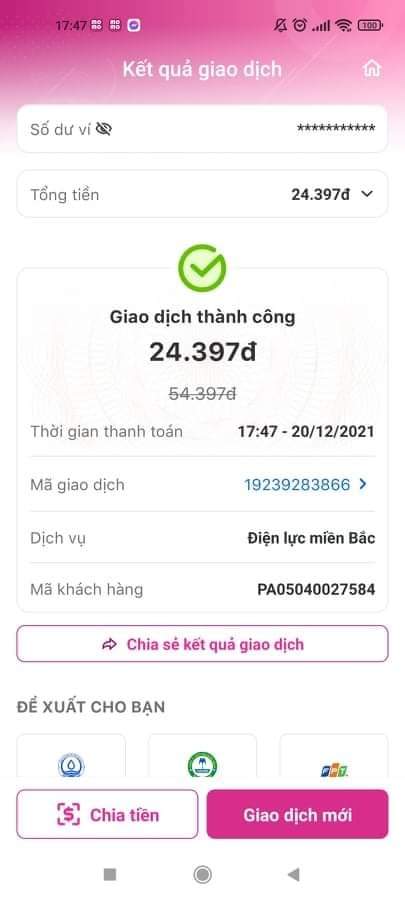 17:47
100
Kết quả giao dịch
Số dư ví ***********
Tổng tiền 24.397đ
Giao dịch thành công
24.397đ
54.397đ
Thời gian thanh toán 17:47 - 20/12/2021
Mã giao dịch 19239283866
Dịch vụ Điện lực miền Bắc
Mã khách hàng PA05040027584
Chia sẻ kết quả giao dịch
ĐỀ XUẤT CHO BẠN
FPT
Chia tiền
Giao dịch mới